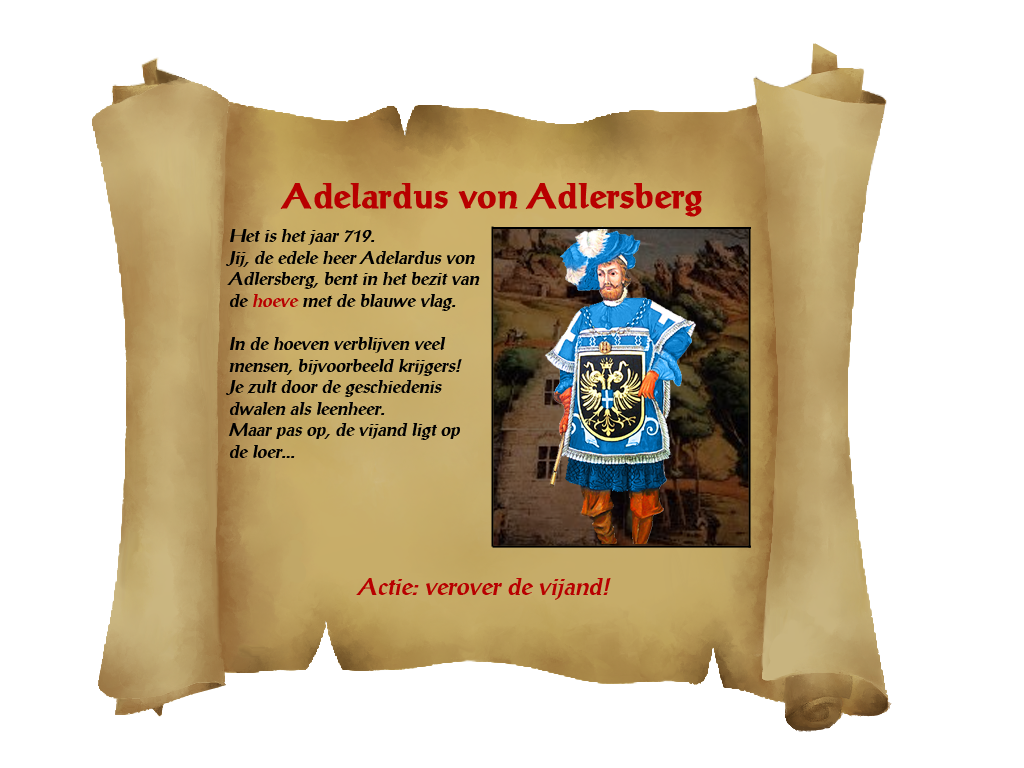 Adelardus von Adlersberg
Het is het jaar 719.
Jij, de edele heer Adelardus von
Adlersberg, bent in het bezit van
de hoeve met de blauwe vlag.
In de hoeven verblijven veel
mensen, bijvoorbeeld krijgers!
Je zult door de geschiedenis
dwalen als leenheer.
Maar pas op, de vijand ligt op
de loer...
Actie: verover de vijand!